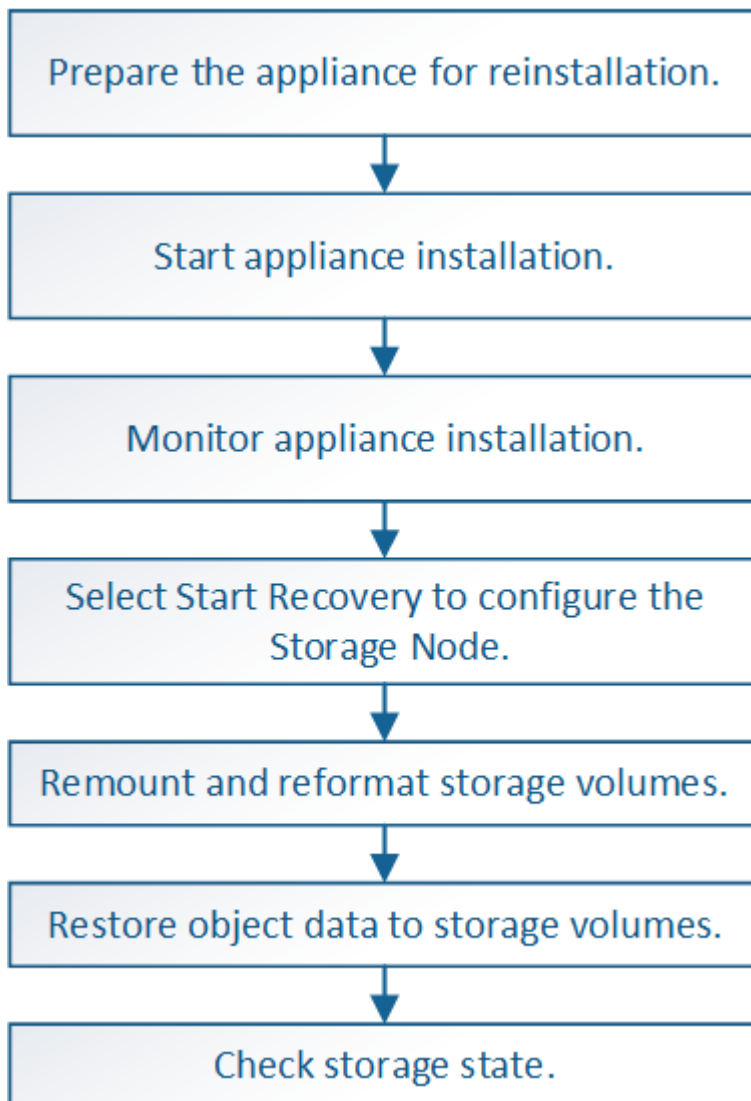 Prepare the appliance for reinstallation.
Start appliance installation.
Monitor appliance installation.
Select Start Recovery to configure the
Storage Node.
Remount and reformat storage volumes.
Restore object data to storage volumes.
Check storage state.